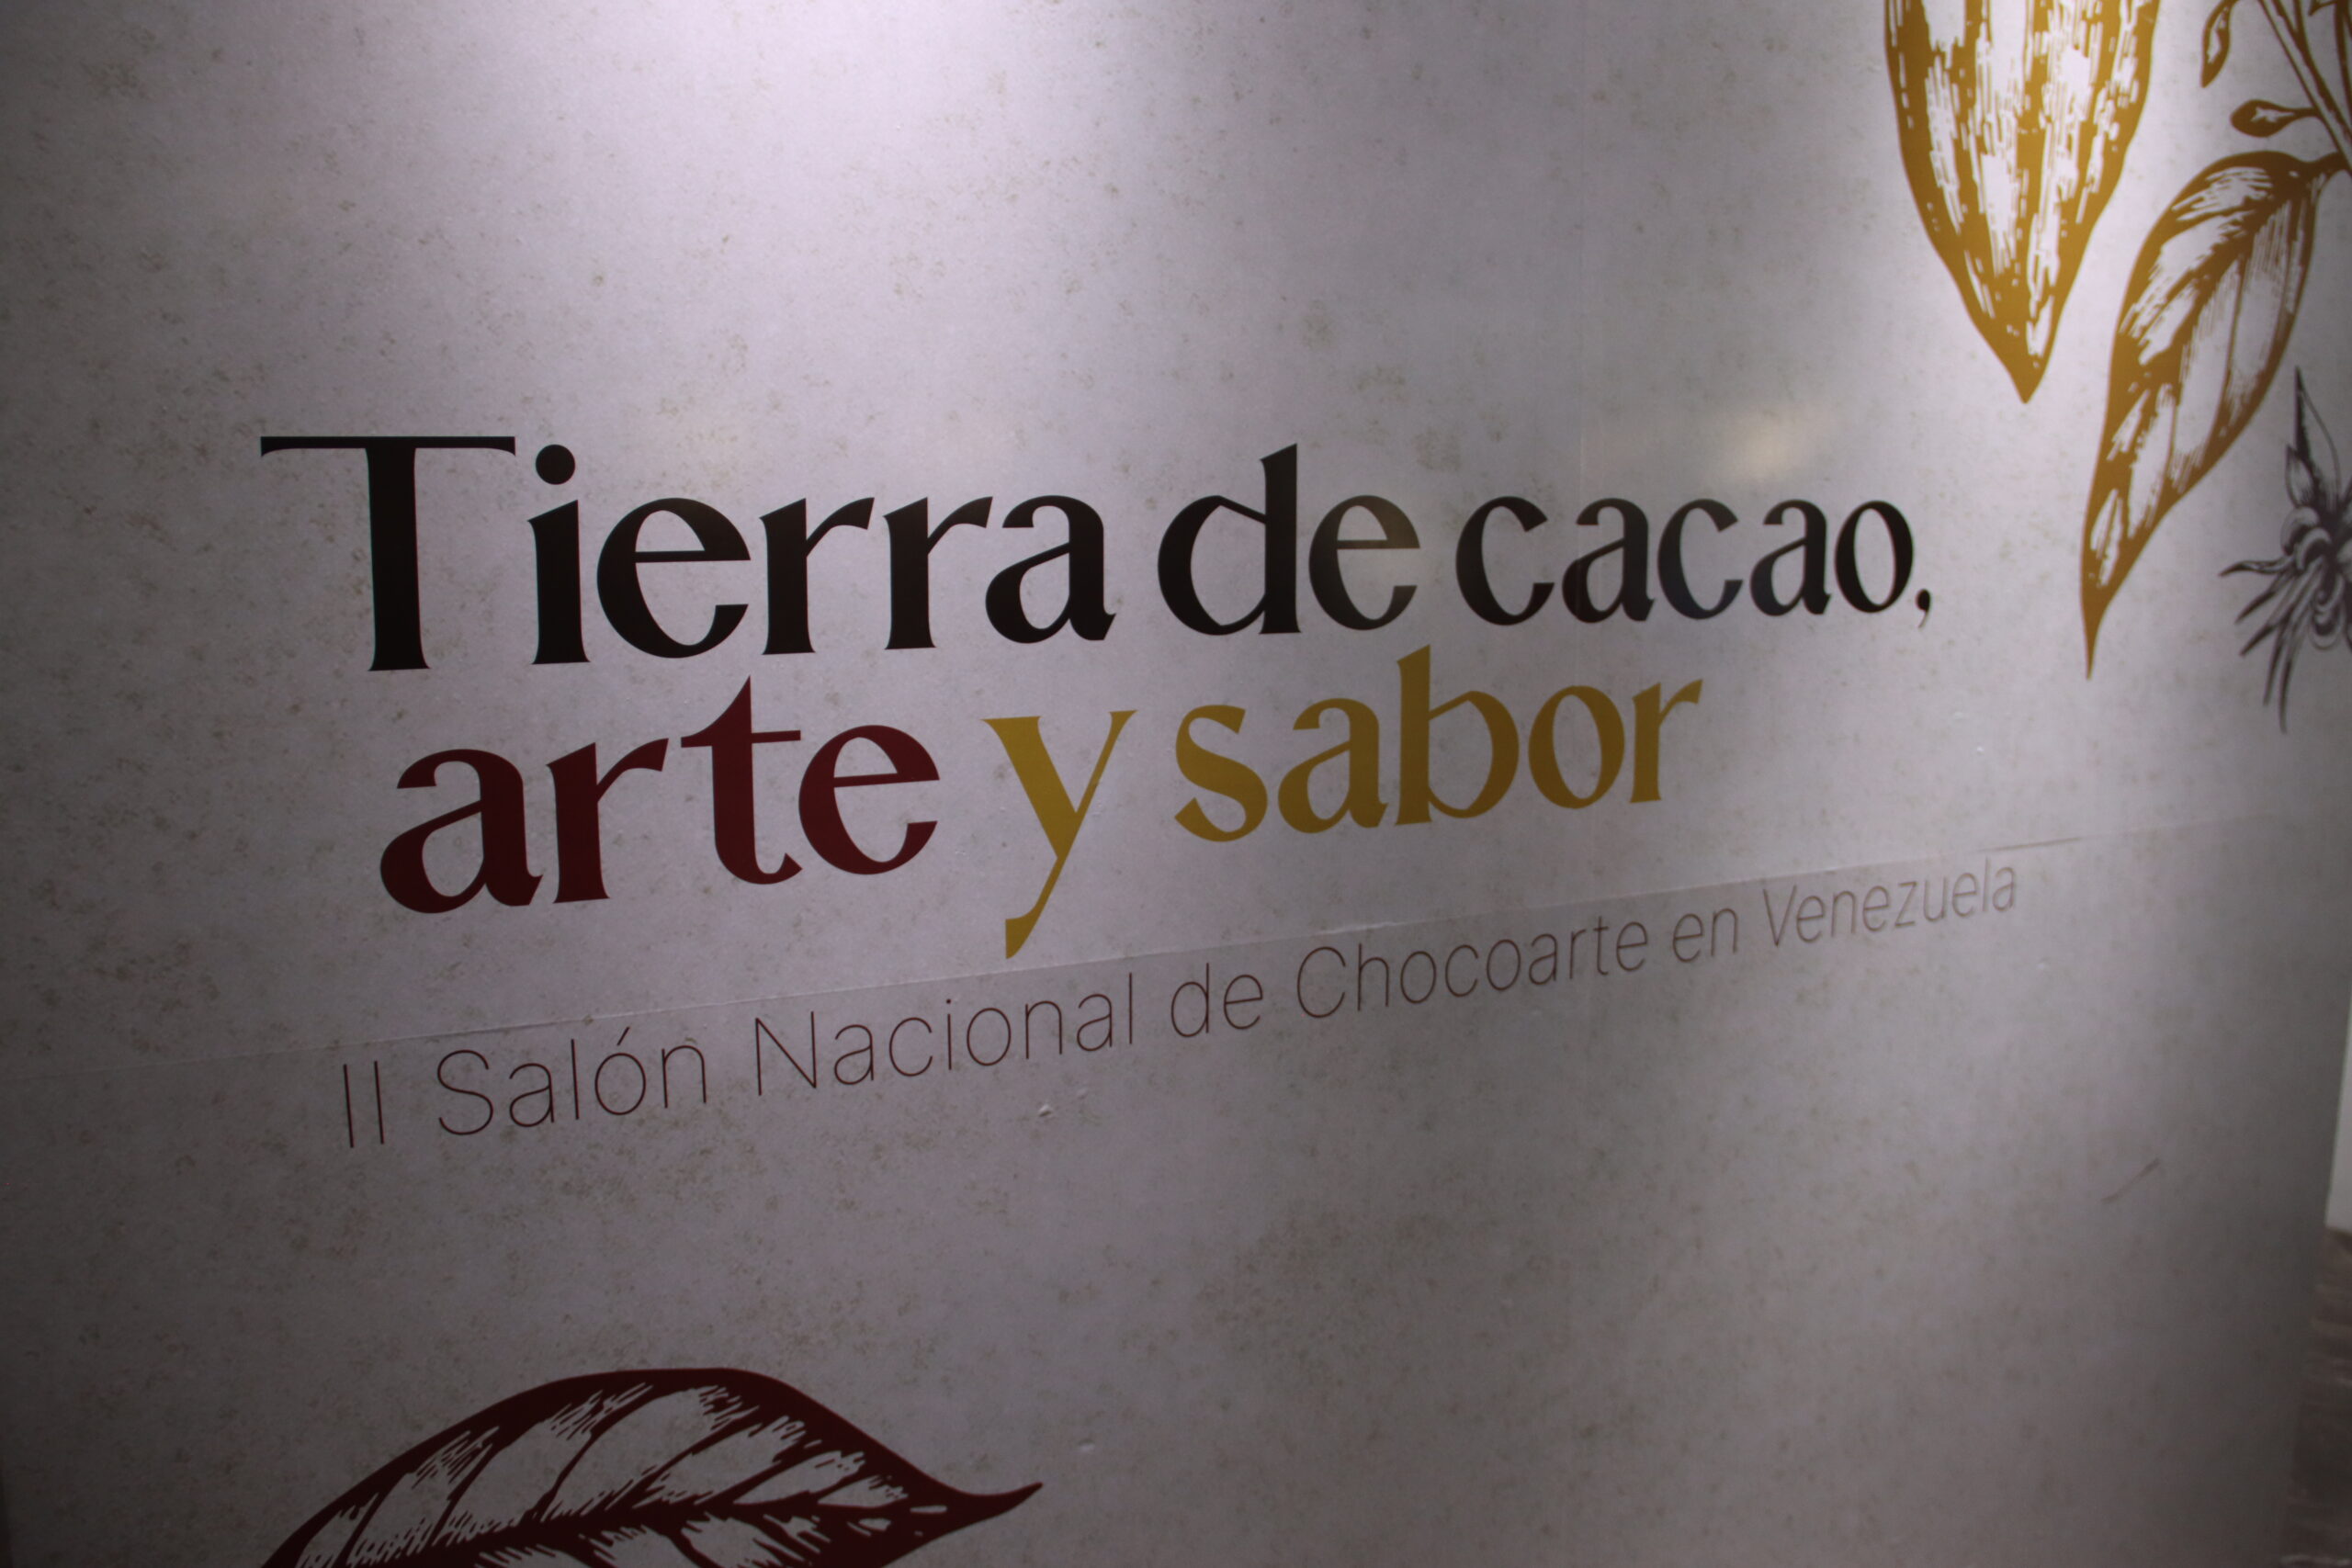 Tierra de cacao,
arte y sabor
II Salón Nacional de Chocoarte en Venezuela